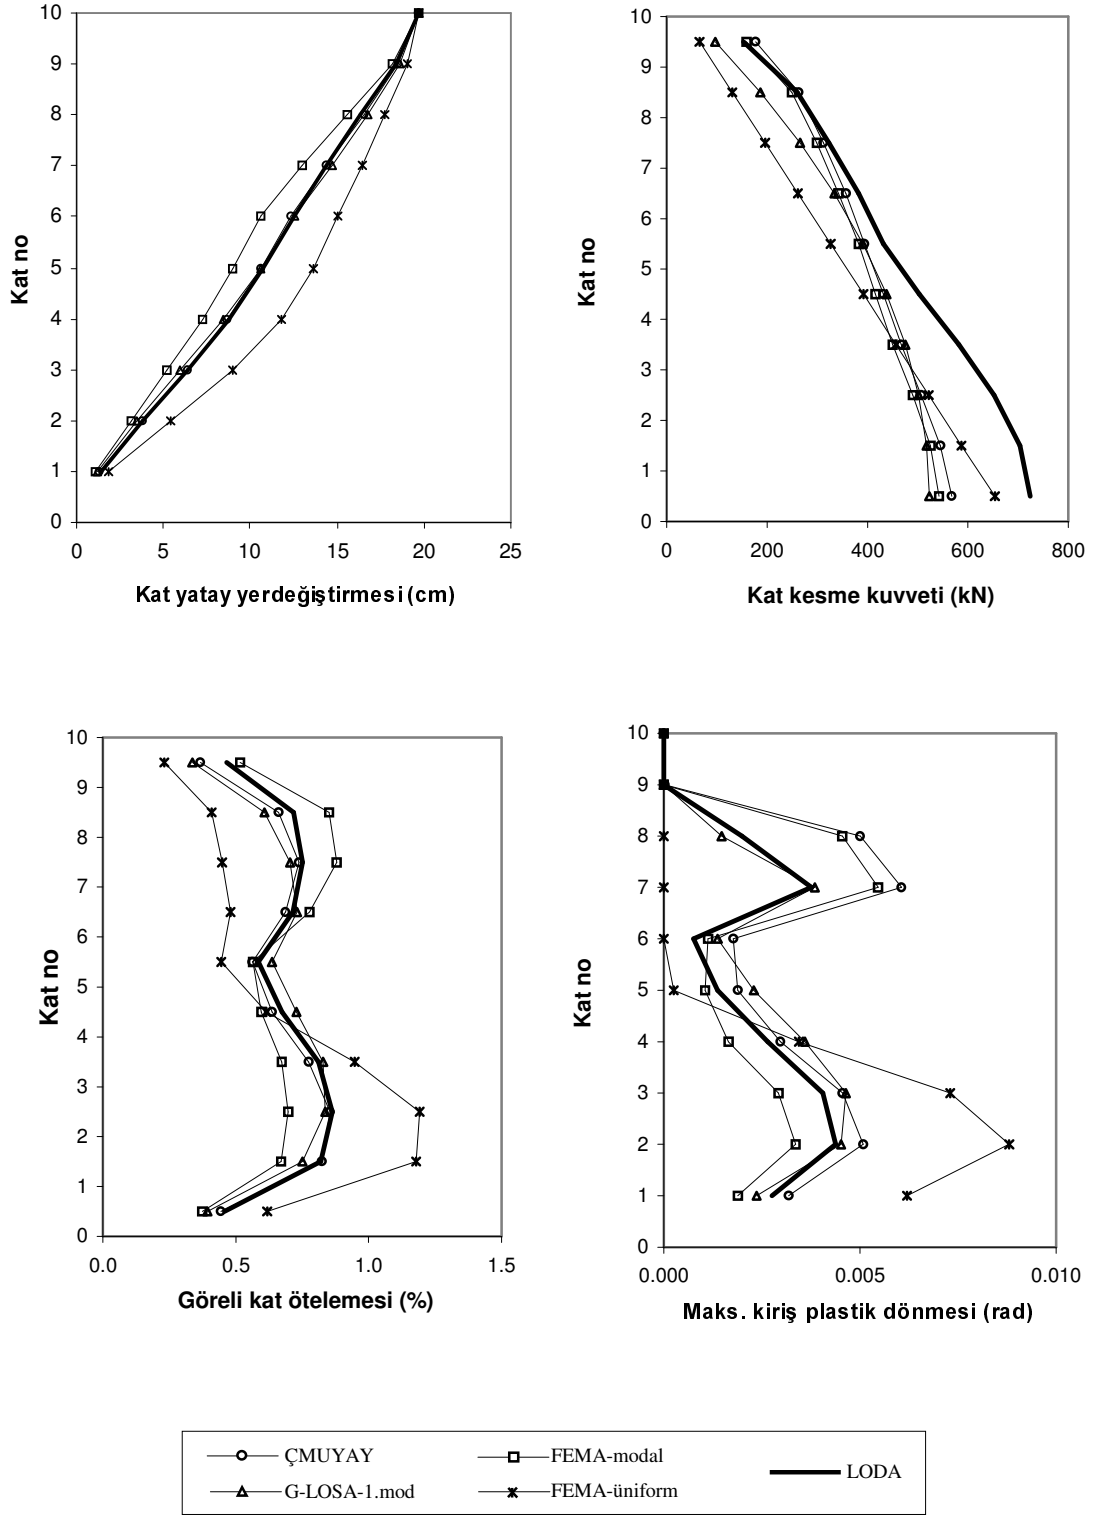 10
9
8
7
6
5
4
3
2
1
0
Kat no
0 5 10 15 20 25
Kat yatay yerdeğiştirmesi (cm)
10
9
8
7
6
5
4
3
2
1
0
Kat no
0 200 400 600 800
Kat kesme kuvveti (kN)
10
9
8
7
6
5
4
3
2
1
0
Kat no
0.0 0.5 1.0 1.5
Göreli kat ötelemesi (%)
10
9
8
7
6
5
4
3
2
1
0
Kat no
0.000 0.005 0.010
Maks. kiriş plastik dönmesi (rad)
ÇMUYAY FEMA-modal
LODA
G-LOSA-1.mod FEMA-üniform